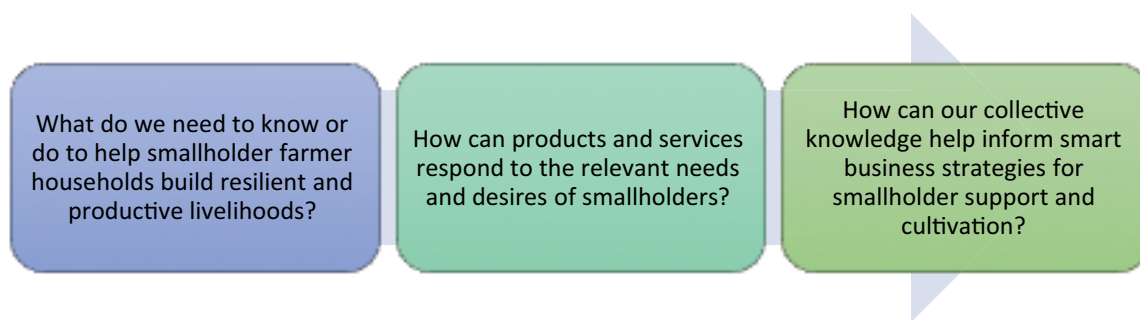 What do we need to know or
do to help smallholder farmer
households build resilient and
productive livelihoods?
How can products and services
respond to the relevant needs
and desires of smallholders?
How can our collective
knowledge help inform smart
business strategies for
smallholder support and
cultivation?